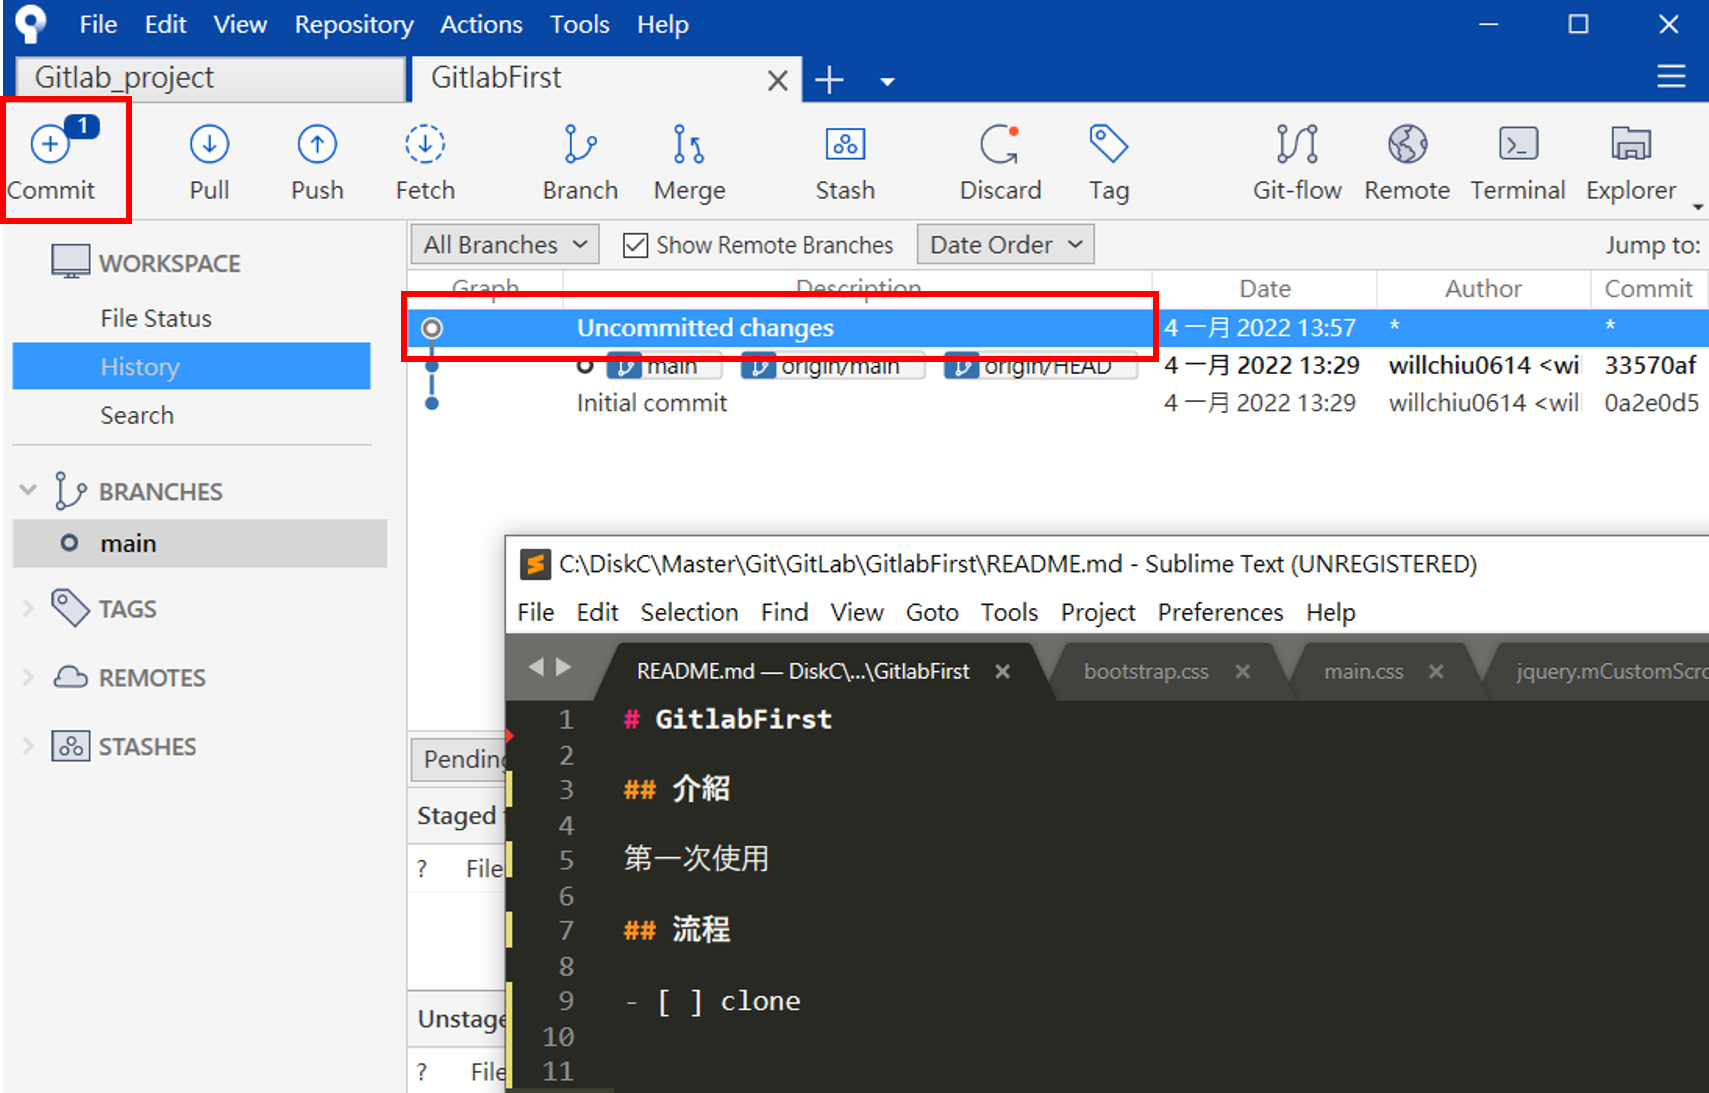 File Edit View Repository Actions Tools Help
Gitlab_project GitlabFirst
1
Commit Pull Push Fetch Branch Merge Stash Discard Tag Git-flow Remote Terminal Explorer
WORKSPACE
File Status
History
Search
BRANCHES
main
TAGS
REMOTES
STASHES
All Branches Show Remote Branches Date Order Jump to:
Graph Description Date Author Commit
Uncommitted changes 4 一月 2022 13:57 * *
main origin/main origin/HEAD 4 一月 2022 13:29 willchiu0614 <wi 33570af
Initial commit 4 一月 2022 13:29 willchiu0614 <wil 0a2e0d5
Pending
Staged
? File
Unstage
? File
C:\DiskC\Master\Git\GitLab\GitlabFirst\README.md - Sublime Text (UNREGISTERED)
File Edit Selection Find View Goto Tools Project Preferences Help
README.md — DiskC\...\GitlabFirst bootstrap.css main.css jquery.mCustomScro
1 # GitlabFirst
2
3 ## 介紹
4
5 第一次使用
6
7 ## 流程
8
9 - [ ] clone
10
11